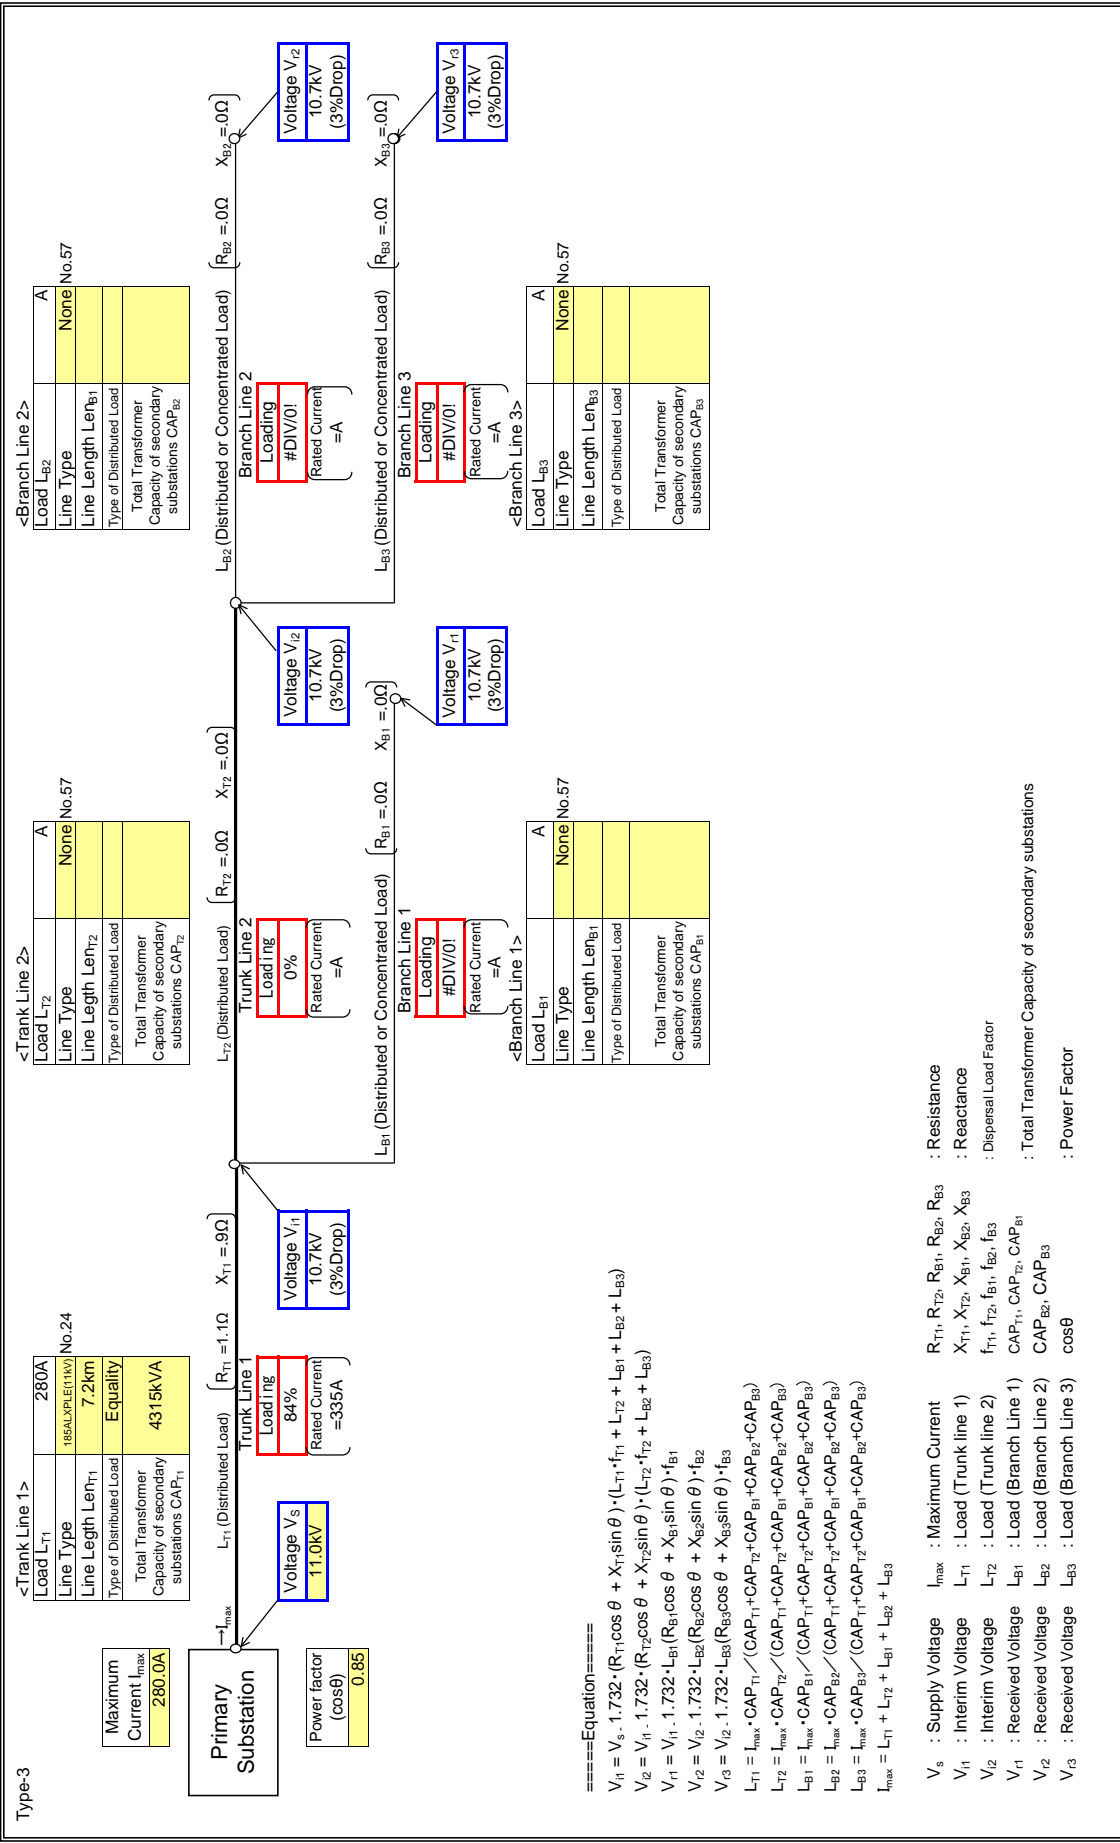 Type-3
<Trank Line 1>
Load LT1 280A
Line Type 185ALXPLE(11kV) No.24
Line Legth LenT1 7.2km
Type of Distributed Load Equality
Total Transformer
Capacity of secondary
substations CAPT1 4315kVA
<Trank Line 2>
Load LT2 A
Line Type None No.57
Line Legth LenT2
Type of Distributed Load
Total Transformer
Capacity of secondary
substations CAPT2
<Branch Line 2>
Load LB2 A
Line Type None No.57
Line Length LenB1
Type of Distributed Load
Total Transformer
Capacity of secondary
substations CAPB2
Maximum
Current Imax
280.0A
Primary
Substation
→Imax
Power factor
(cosθ)
0.85
Voltage Vs
11.0kV
LT1 (Distributed Load) RT1 =1.1Ω XT1 =.9Ω
Trunk Line 1
Loading
84%
Rated Current
=335A
Voltage Vi1
10.7kV
(3%Drop)
LT2 (Distributed Load) RT2 =.0Ω XT2 =.0Ω
Trunk Line 2
Loading
0%
Rated Current
=A
Voltage Vi2
10.7kV
(3%Drop)
LB2 (Distributed or Concentrated Load) RB2 =.0Ω XB2 =.0Ω
Branch Line 2
Loading
#DIV/0!
Rated Current
=A
Voltage Vr2
10.7kV
(3%Drop)
LB1 (Distributed or Concentrated Load) RB1 =.0Ω XB1 =.0Ω
Branch Line 1
Loading
#DIV/0!
Rated Current
=A
Voltage Vr1
10.7kV
(3%Drop)
LB3 (Distributed or Concentrated Load) RB3 =.0Ω XB3 =.0Ω
Branch Line 3
Loading
#DIV/0!
Rated Current
=A
Voltage Vr3
10.7kV
(3%Drop)
<Branch Line 1>
Load LB1 A
Line Type None No.57
Line Length LenB1
Type of Distributed Load
Total Transformer
Capacity of secondary
substations CAPB1
<Branch Line 3>
Load LB3 A
Line Type None No.57
Line Length LenB3
Type of Distributed Load
Total Transformer
Capacity of secondary
substations CAPB3
=====Equation=====
Vi1 = Vs - 1.732・(RT1cos θ + XT1sin θ)・(LT1・fT1 + LT2 + LB1 + LB2 + LB3)
Vi2 = Vi1 - 1.732・(RT2cos θ + XT2sin θ)・(LT2・fT2 + LB2 + LB3)
Vr1 = Vi1 - 1.732・LB1(RB1cos θ + XB1sin θ)・fB1
Vr2 = Vi2 - 1.732・LB2(RB2cos θ + XB2sin θ)・fB2
Vr3 = Vi2 - 1.732・LB3(RB3cos θ + XB3sin θ)・fB3
LT1 = Imax・CAPT1／(CAPT1+CAPT2+CAPB1+CAPB2+CAPB3)
LT2 = Imax・CAPT2／(CAPT1+CAPT2+CAPB1+CAPB2+CAPB3)
LB1 = Imax・CAPB1／(CAPT1+CAPT2+CAPB1+CAPB2+CAPB3)
LB2 = Imax・CAPB2／(CAPT1+CAPT2+CAPB1+CAPB2+CAPB3)
LB3 = Imax・CAPB3／(CAPT1+CAPT2+CAPB1+CAPB2+CAPB3)
Imax = LT1 + LT2 + LB1 + LB2 + LB3
Vs : Supply Voltage Imax : Maximum Current RT1, RT2, RB1, RB2, RB3 : Resistance
Vi1 : Interim Voltage LT1 : Load (Trunk line 1) XT1, XT2, XB1, XB2, XB3 : Reactance
Vi2 : Interim Voltage LT2 : Load (Trunk line 2) fT1, fT2, fB1, fB2, fB3 : Dispersal Load Factor
Vr1 : Received Voltage LB1 : Load (Branch Line 1) CAPT1, CAPT2, CAPB1
Vr2 : Received Voltage LB2 : Load (Branch Line 2) CAPB2, CAPB3 : Total Transformer Capacity of secondary substations
Vr3 : Received Voltage LB3 : Load (Branch Line 3) cosθ : Power Factor